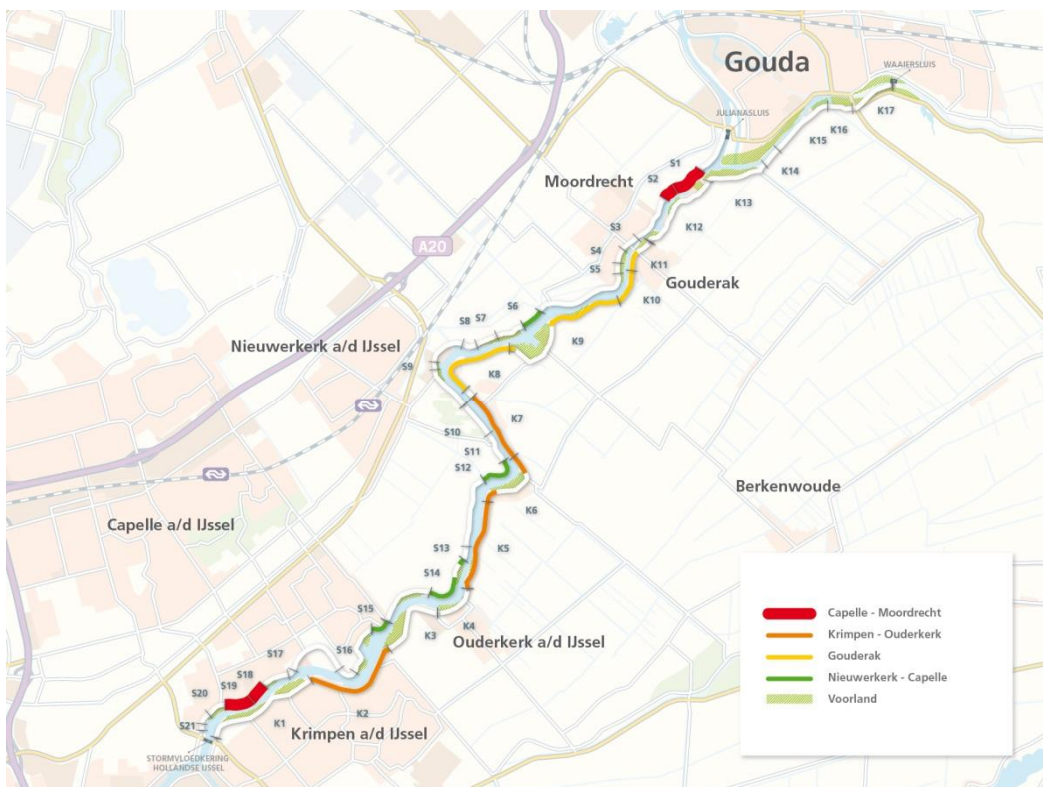 Gouda
WAAIERSLUIS
K17
K16
K15
JULIANASLUIS
K14
S1
S2
Moordrecht
K13
K12
S3
S4
S5
K11
Gouderak
K10
A20
S6
S7
S8
K9
Nieuwerkerk a/d IJssel
S9
K8
K7
S10
S11
S12
Berkenwoude
K6
Capelle a/d IJssel
K5
S13
S14
S15
K4
K3
Ouderkerk a/d IJssel
S16
S17
S18
S19
S20
K2
K1
S21
Krimpen a/d IJssel
STORMVLOEDKERING
HOLLANDSE IJSSEL
Capelle - Moordrecht
Krimpen - Ouderkerk
Gouderak
Nieuwerkerk - Capelle
Voorland